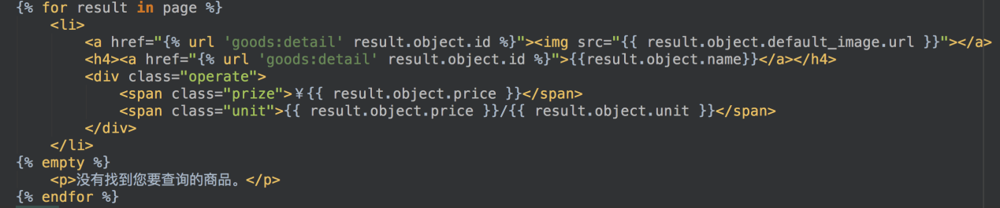 {% for result in page %}
<li>
<a href="{% url 'goods:detail' result.object.id %}"><img src="{{ result.object.default_image.url }}"></a>
<h4><a href="{% url 'goods:detail' result.object.id %}">{{result.object.name}}</a></h4>
<div class="operate">
<span class="prize">¥{{ result.object.price }}</span>
<span class="unit">{{ result.object.price }}/{{ result.object.unit }}</span>
</div>
</li>
{% empty %}
<p>没有找到您要查询的商品。</p>
{% endfor %}